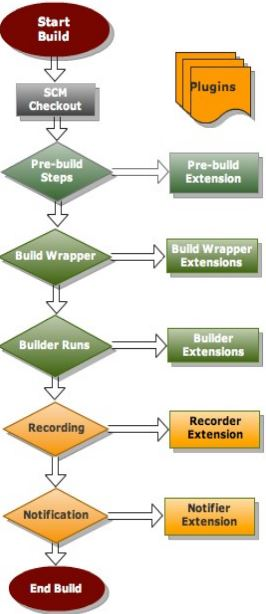 Start
Build
SCM
Checkout
Plugins
Pre-build
Steps
Pre-build
Extension
Build Wrapper
Build Wrapper
Extensions
Builder Runs
Builder
Extensions
Recording
Recorder
Extension
Notification
Notifier
Extension
End Build